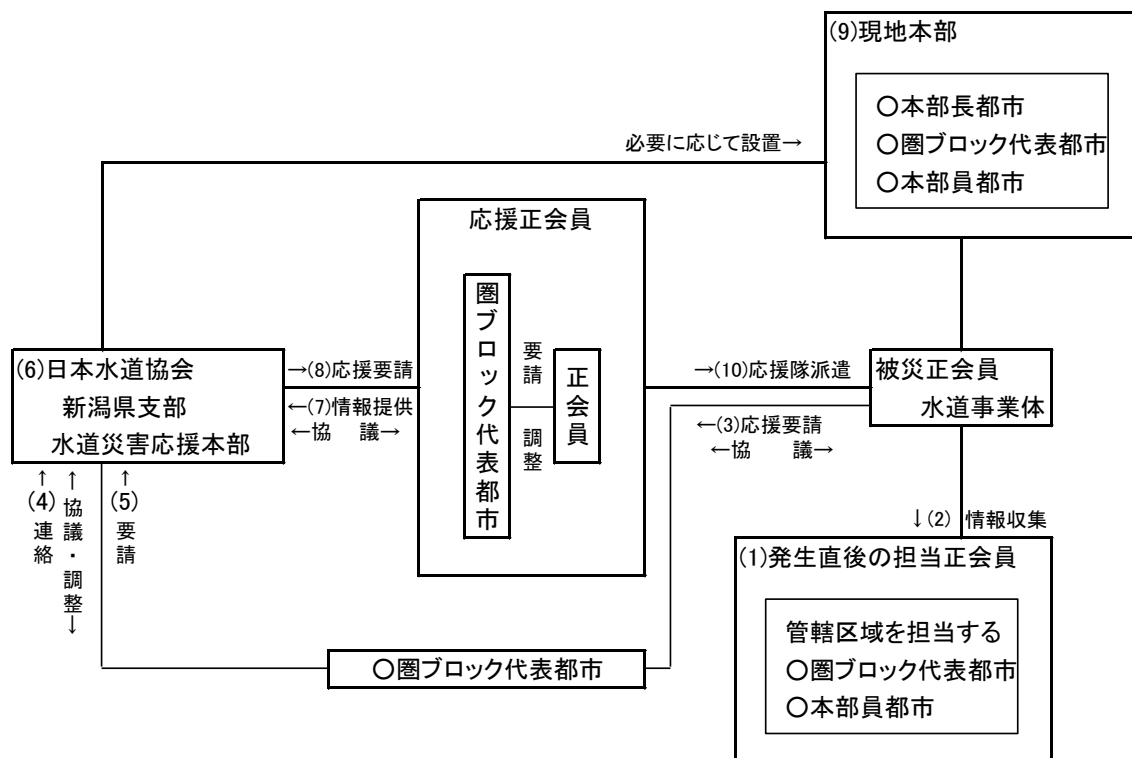 (9)現地本部
○本部長都市
○圏ブロック代表都市
○本部員都市
必要に応じて設置→
応援正会員
圏ブロック代表都市
要請
調整
正会員
(6)日本水道協会
新潟県支部
水道災害応援本部
→(8)応援要請
←(7)情報提供
←協　議→
→(10)応援隊派遣
被災正会員
水道事業体
←(3)応援要請
←協　議→
↑(4)連絡
↑協議・調整↓
↑(5)要請
↓(2) 情報収集
(1)発生直後の担当正会員
管轄区域を担当する
○圏ブロック代表都市
○本部員都市
○圏ブロック代表都市